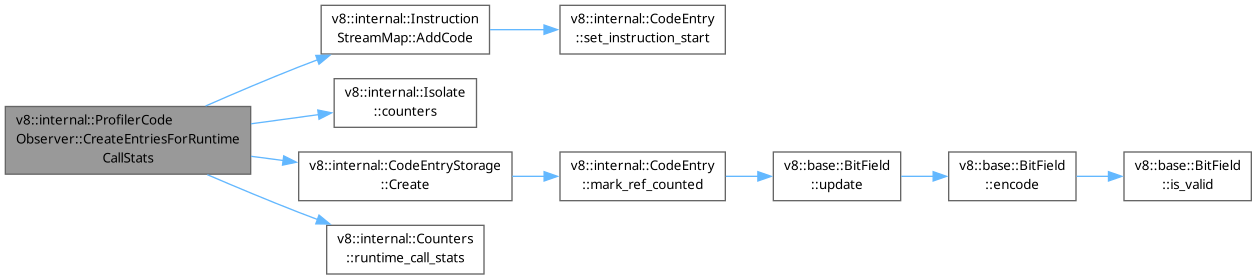 v8::internal::ProfilerCode
Observer::CreateEntriesForRuntime
CallStats
v8::internal::Instruction
StreamMap::AddCode
v8::internal::CodeEntry
::set_instruction_start
v8::internal::Isolate
::counters
v8::internal::CodeEntryStorage
::Create
v8::internal::CodeEntry
::mark_ref_counted
v8::base::BitField
::update
v8::base::BitField
::encode
v8::base::BitField
::is_valid
v8::internal::Counters
::runtime_call_stats